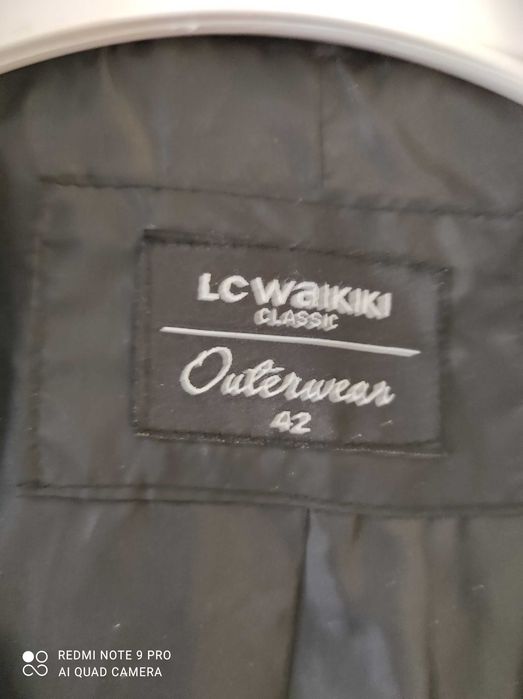 LCWAIKIKI
CLASSIC
Outerwear
42
REDMI NOTE 9 PRO
AI QUAD CAMERA